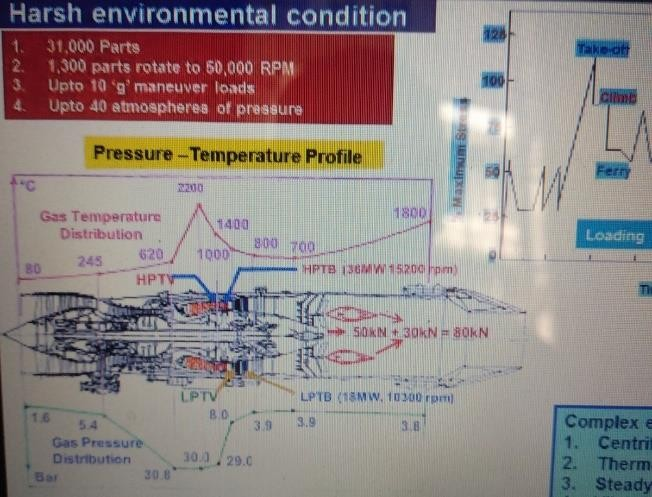 Harsh environmental condition
1. 31,000 Parts
2. 1,300 parts rotate to 50,000 RPM
3. Upto 10 'g' maneuver loads
4. Upto 40 atmospheres of pressure
Pressure – Temperature Profile
°C
Gas Temperature
Distribution
80
245
620
2200
1400
1000
800
700
1800
HPTV
HPTB (36MW 15200 rpm)
50kN + 30kN = 80kN
LPTV
LPTB (18MW, 10300 rpm)
1.6
5.4
Gas Pressure
Distribution
Bar
30.8
30.0
29.0
8.0
3.9
3.9
3.8
Maximum Stress
125
100
50
25
0
Take-off
Climb
Ferry
Loading
Complex
1. Centri
2. Therm
3. Steady